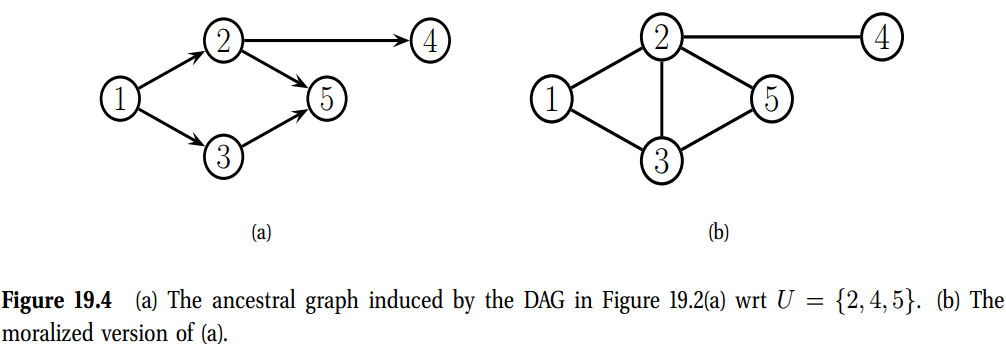 2
4
1
5
3
2
4
1
5
3
(a)
(b)
Figure 19.4 (a) The ancestral graph induced by the DAG in Figure 19.2(a) wrt U = {2, 4, 5}. (b) The
moralized version of (a).